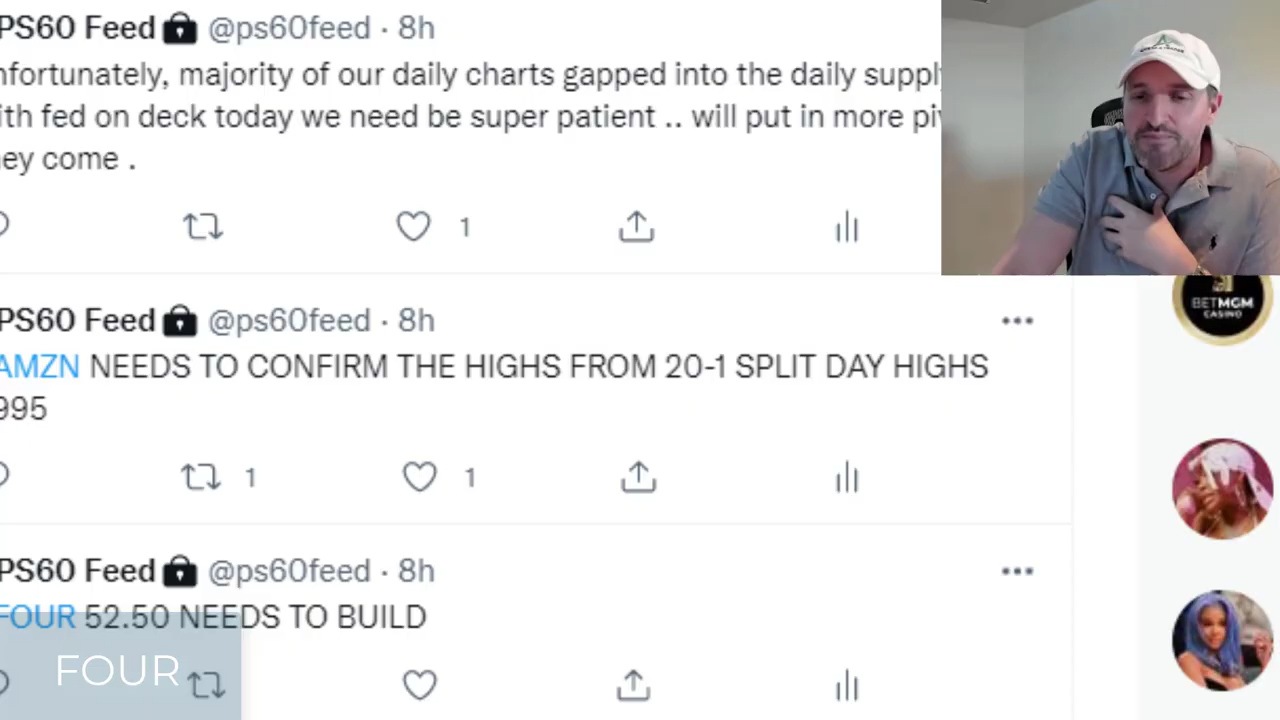 PS60 Feed @ps60feed · 8h
nfortunately, majority of our daily charts gapped into the daily supply
ith fed on deck today we need be super patient .. will put in more piv
ey come .
1
PS60 Feed @ps60feed · 8h
AMZN NEEDS TO CONFIRM THE HIGHS FROM 20-1 SPLIT DAY HIGHS
995
1 1
PS60 Feed @ps60feed · 8h
FOUR 52.50 NEEDS TO BUILD
FOUR
BETMGM
CASINO